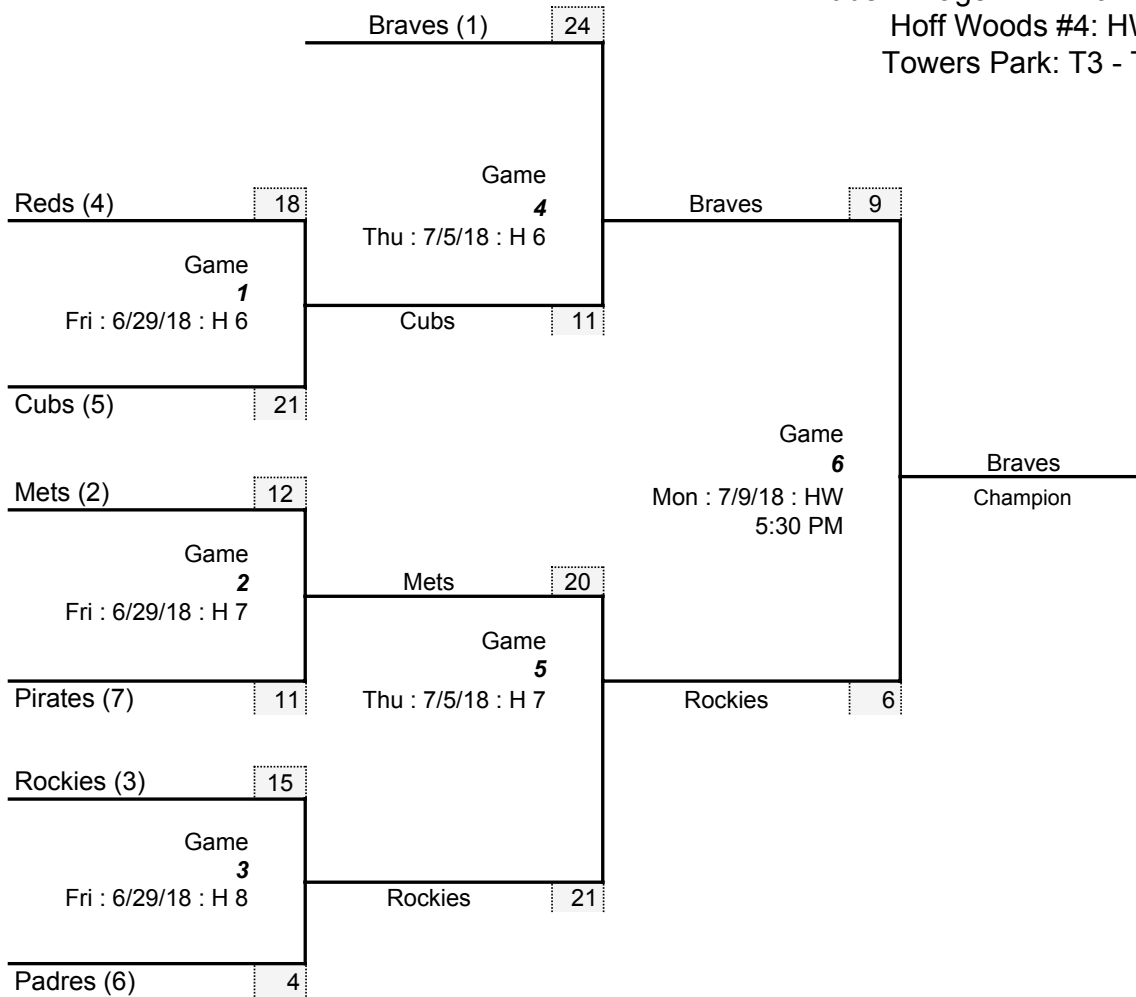 Hoff Woods #4: HW
Towers Park: T3 -
Braves (1) 24
Game
4
Thu : 7/5/18 : H 6
Reds (4) 18
Game
1
Fri : 6/29/18 : H 6
Cubs 11
Braves 9
Cubs (5) 21
Game
6
Mon : 7/9/18 : HW
5:30 PM
Braves
Champion
Mets (2) 12
Game
2
Fri : 6/29/18 : H 7
Mets 20
Game
5
Thu : 7/5/18 : H 7
Pirates (7) 11
Rockies 6
Rockies (3) 15
Game
3
Fri : 6/29/18 : H 8
Rockies 21
Padres (6) 4